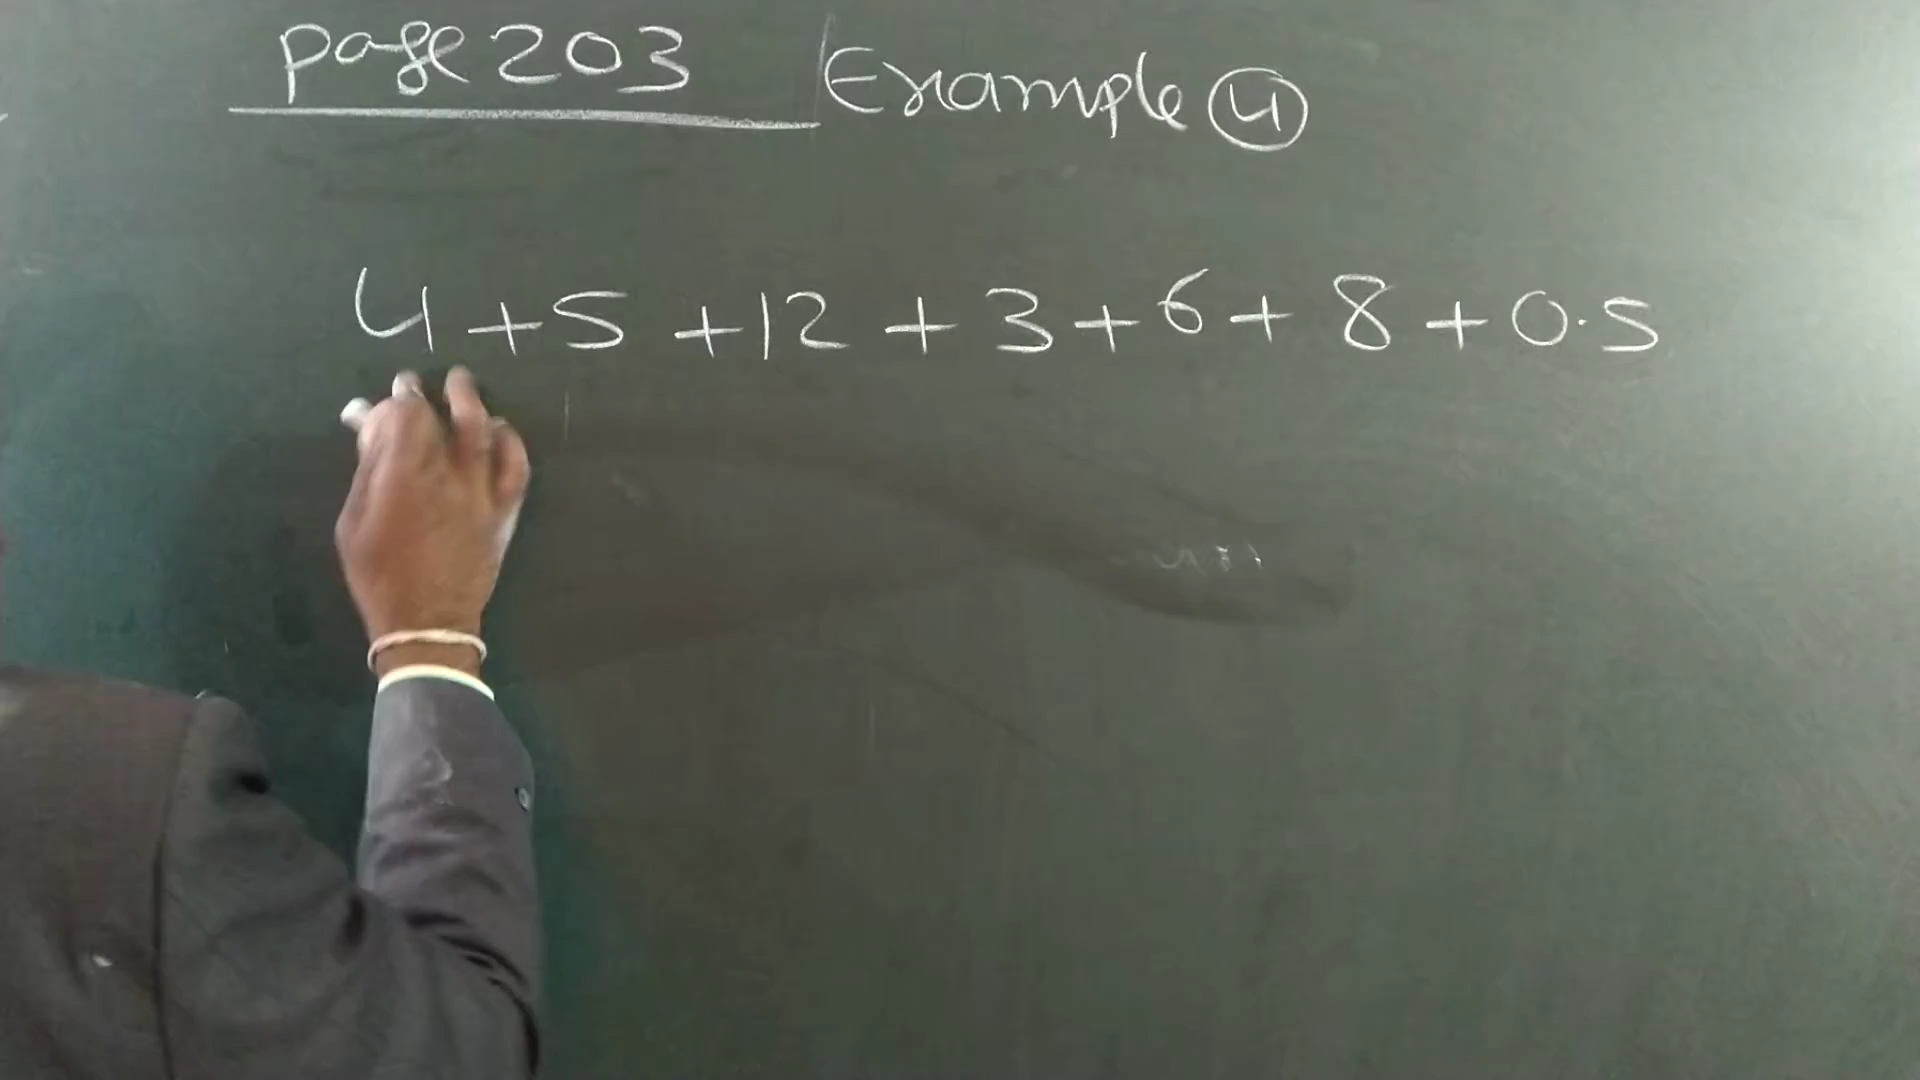 page 203 Example 4
4 + 5 + 12 + 3 + 6 + 8 + 0.5